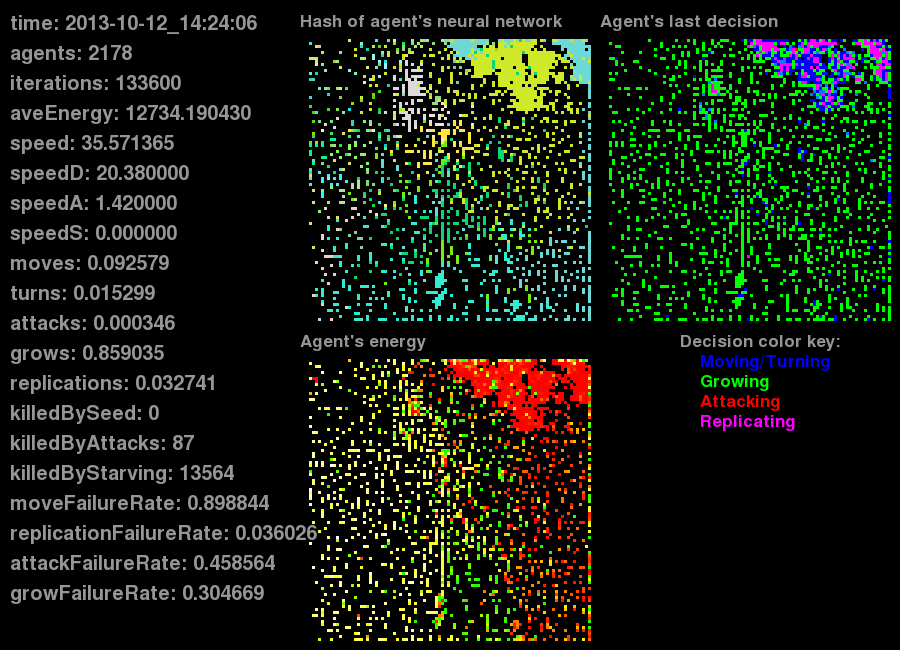 time: 2013-10-12_14:24:06
agents: 2178
iterations: 133600
aveEnergy: 12734.190430
speed: 35.571365
speedD: 20.380000
speedA: 1.420000
speedS: 0.000000
moves: 0.092579
turns: 0.015299
attacks: 0.000346
grows: 0.859035
replications: 0.032741
killedBySeed: 0
killedByAttacks: 87
killedByStarving: 13564
moveFailureRate: 0.898844
replicationFailureRate: 0.036026
attackFailureRate: 0.458564
growFailureRate: 0.304669
Hash of agent's neural network
Agent's last decision
Agent's energy
Decision color key:
Moving/Turning
Growing
Attacking
Replicating